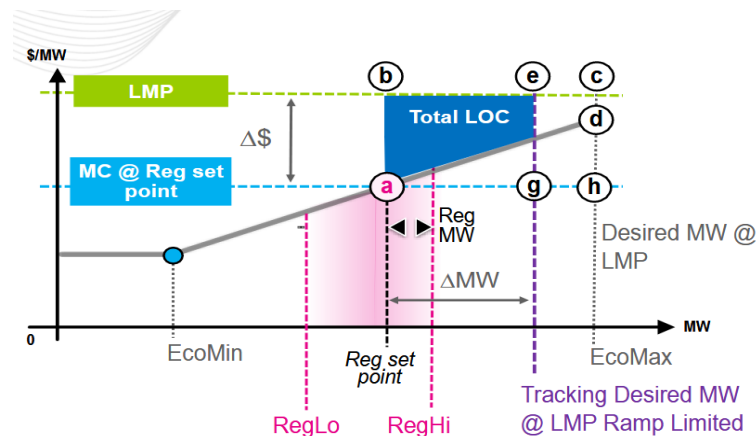 $/MW
b
e
c
LMP
Total LOC
d
Δ$
MC @ Reg set
point
a
g
h
Reg
MW
Desired MW @
LMP
ΔMW
0
MW
EcoMin
Reg set
point
EcoMax
Tracking Desired MW
@ LMP Ramp Limited
RegLo
RegHi